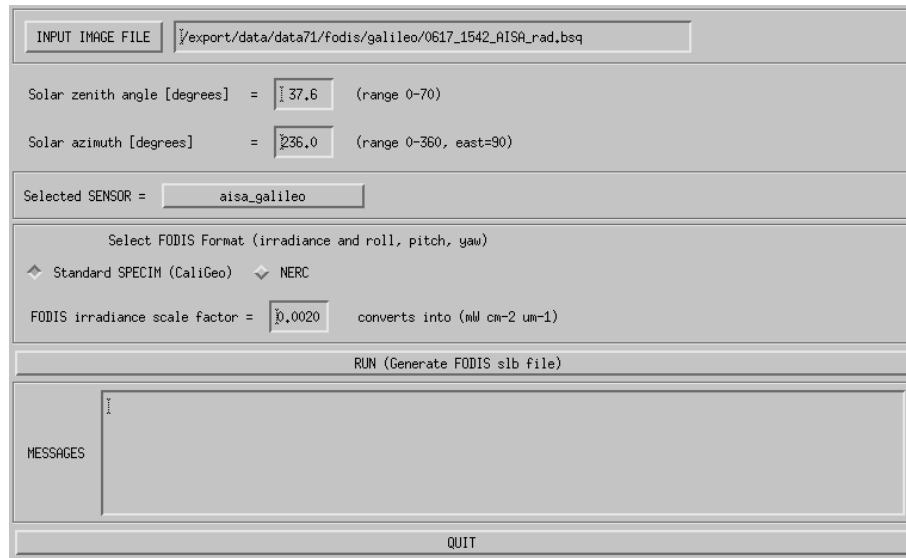 INPUT IMAGE FILE /export/data/data71/fodis/galileo/0617_1542_AISA_rad.bsq
Solar zenith angle [degrees] = 37.6 (range 0-70)
Solar azimuth [degrees] = 236.0 (range 0-360, east=90)
Selected SENSOR = aisa_galileo
Select FODIS Format (irradiance and roll, pitch, yaw)
Standard SPECIM (CaliGeo) NERC
FODIS irradiance scale factor = 0.0020 converts into (mW cm-2 um-1)
RUN (Generate FODIS slb file)
MESSAGES
QUIT